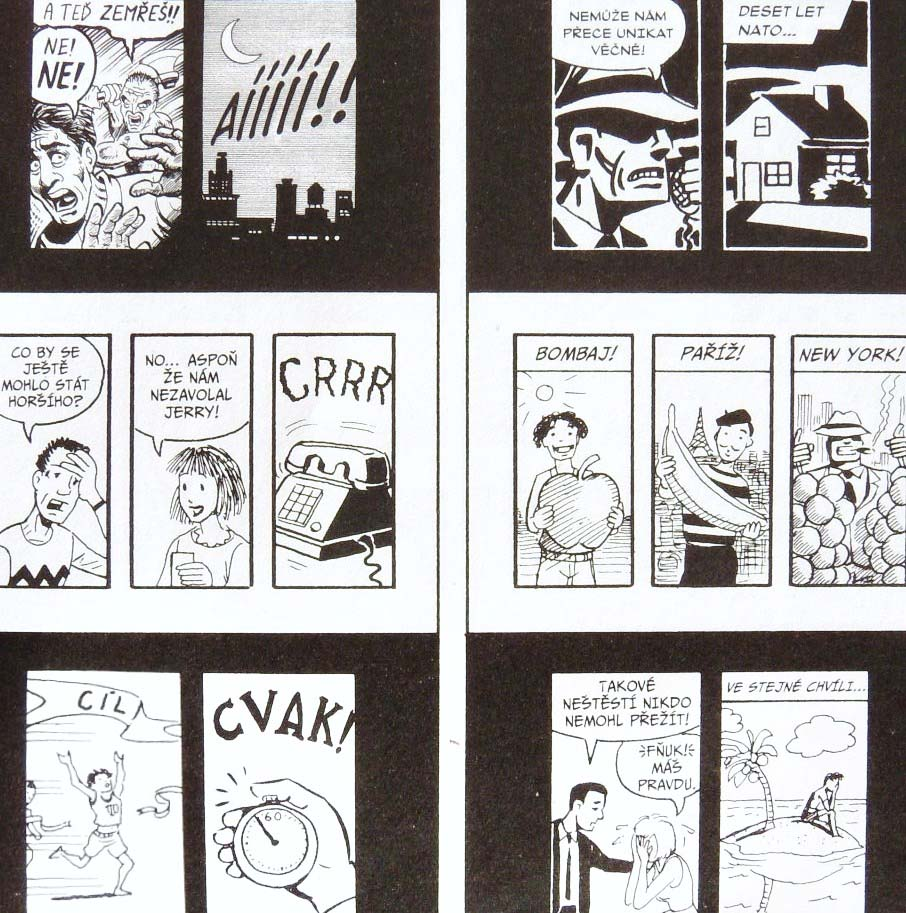 A TEĎ ZEMŘEŠ!!
NE!
NE!
AÍÍÍÍÍ!!
NEMŮŽE NÁM
PŘECE UNIKAT
VĚČNĚ!
DESET LET
NATO...
CO BY SE
JEŠTĚ
MOHLO STÁT
HORŠÍHO?
NO... ASPOŇ
ŽE NÁM
NEZAVOLAL
JERRY!
CRRR
BOMBAJ!
PAŘÍŽ!
NEW YORK!
CÍL
CVAK!
60
TAKOVÉ
NEŠTĚSTÍ NIKDO
NEMOHL PŘEŽÍT!
FŇUK!
MÁŠ
PRAVDU.
VE STEJNÉ CHVÍLI...